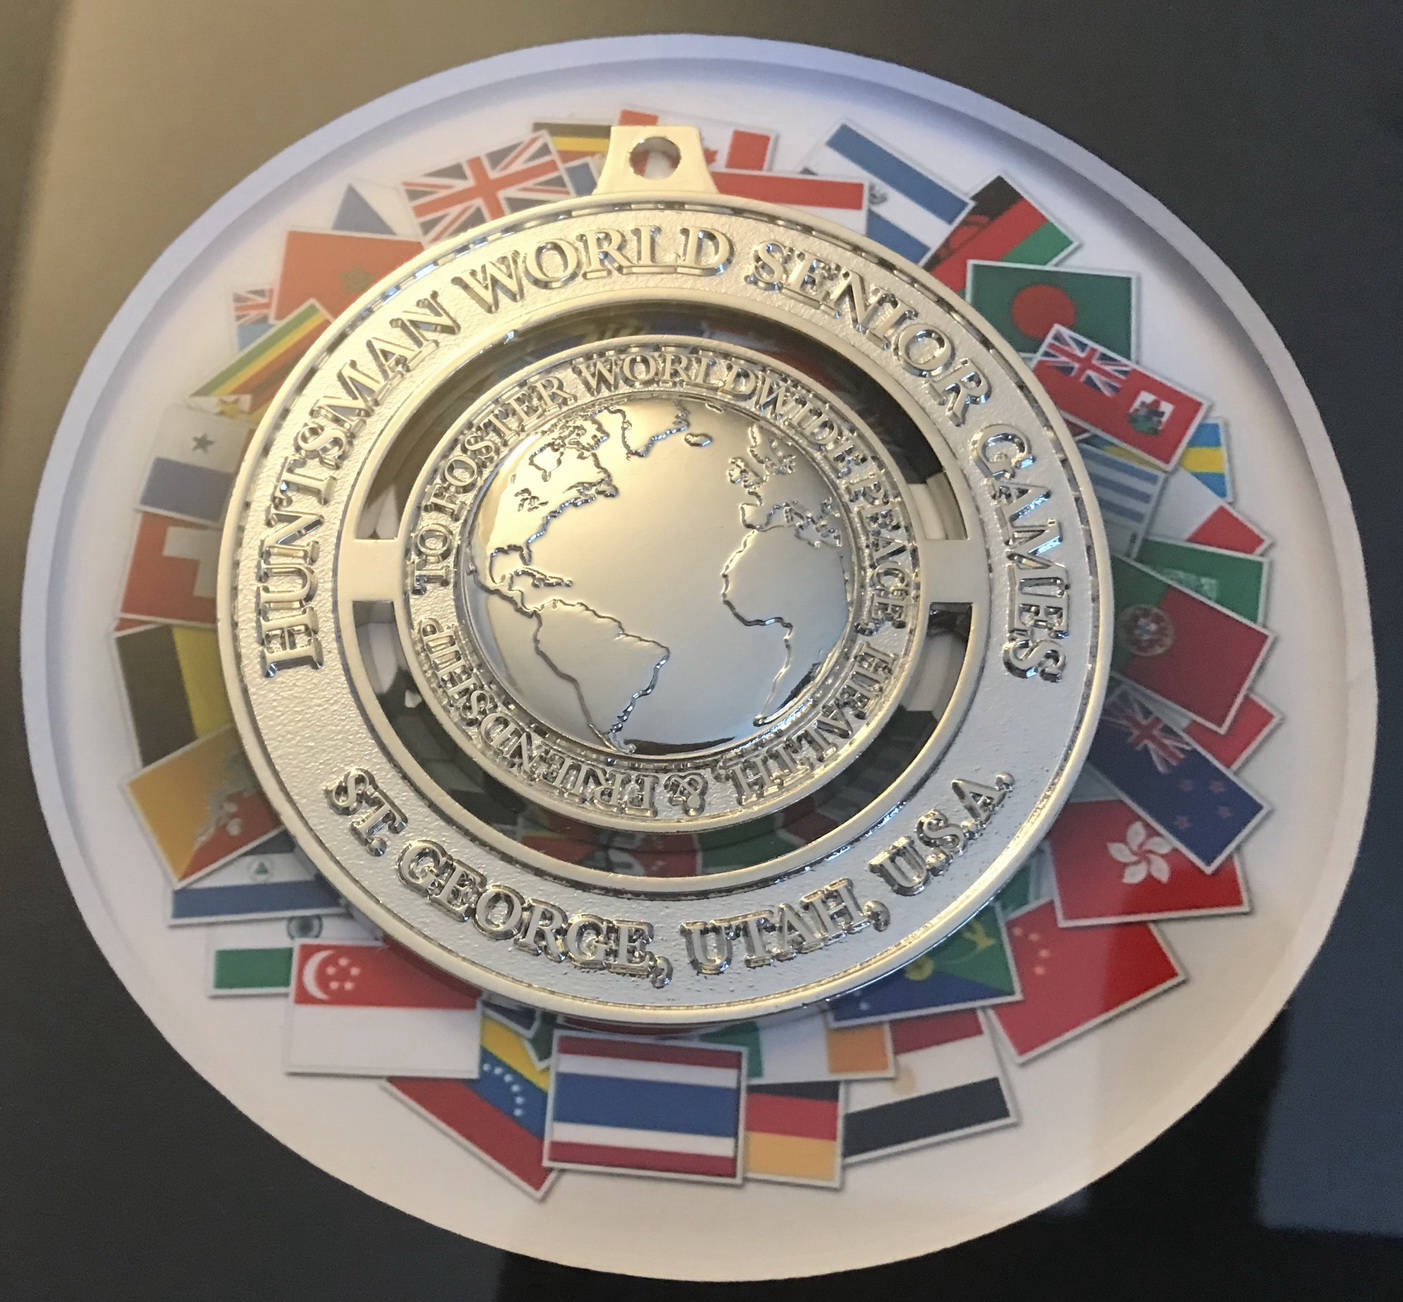 HUNTSMAN WORLD SENIOR GAMES
TO FOSTER WORLDWIDE PEACE, HEALTH & FRIENDSHIP
ST. GEORGE, UTAH, U.S.A.